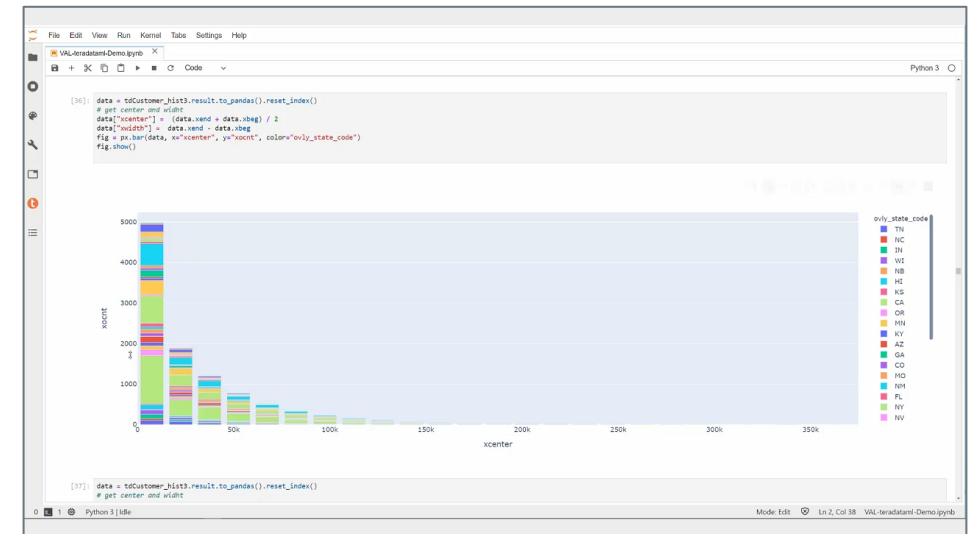 File Edit View Run Kernel Tabs Settings Help
VAL-teradataml-Demo.ipynb
Code
Python 3
[36]:
data = tdCustomer_hist3.result.to_pandas().reset_index()
# get center and widht
data["xcenter"] = (data.xend + data.xbeg) / 2
data["xwidth"] = data.xend - data.xbeg
fig = px.bar(data, x="xcenter", y="xocnt", color="ovly_state_code")
fig.show()
5000
4000
3000
2000
1000
0
xocnt
0 50k 100k 150k 200k 250k 300k 350k
xcenter
ovly_state_code
TN
NC
IN
WI
NB
HI
KS
CA
OR
MN
KY
AZ
GA
CO
MO
NM
FL
NY
NV
[37]:
data = tdCustomer_hist3.result.to_pandas().reset_index()
# get center and widht
0 1 Python 3 | Idle Mode: Edit Ln 2, Col 38 VAL-teradataml-Demo.ipynb